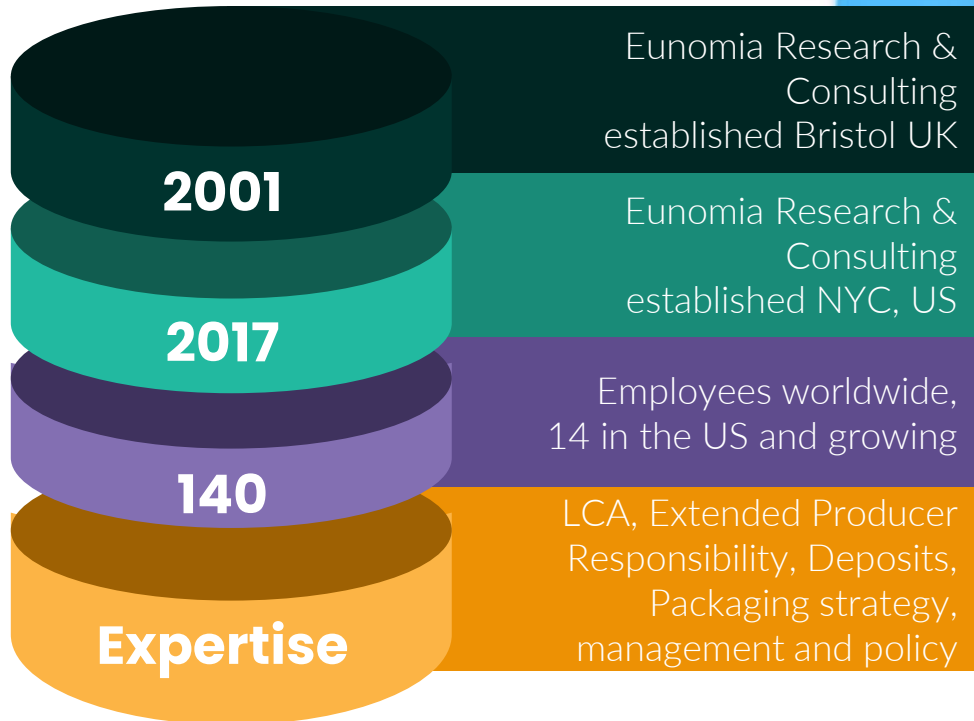 2001
Eunomia Research &
Consulting
established Bristol UK
2017
Eunomia Research &
Consulting
established NYC, US
140
Employees worldwide,
14 in the US and growing
Expertise
LCA, Extended Producer
Responsibility, Deposits,
Packaging strategy,
management and policy